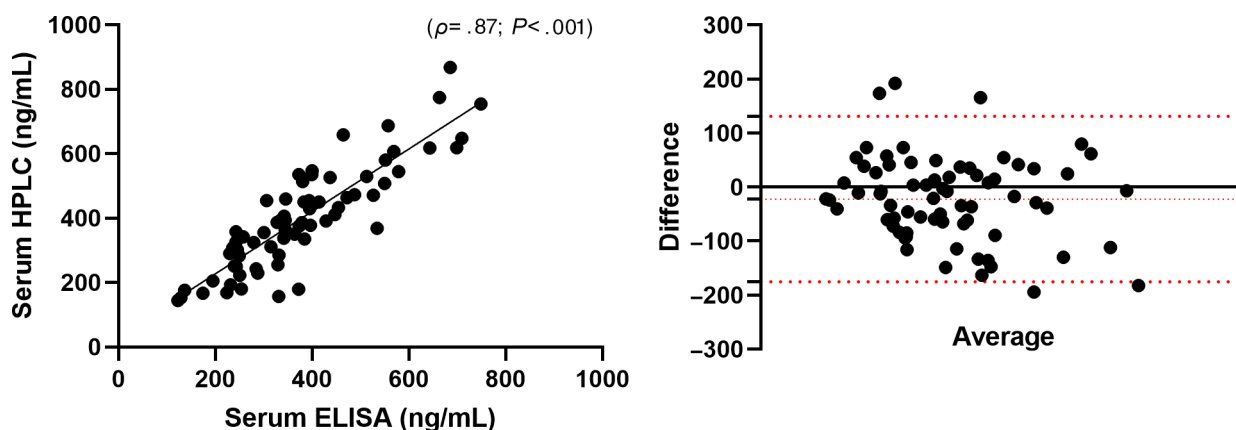 (ρ= .87; P< .001)
Serum HPLC (ng/mL)
1000
800
600
400
200
0
0 200 400 600 800 1000
Serum ELISA (ng/mL)
Difference
300
200
100
0
−100
−200
−300
Average